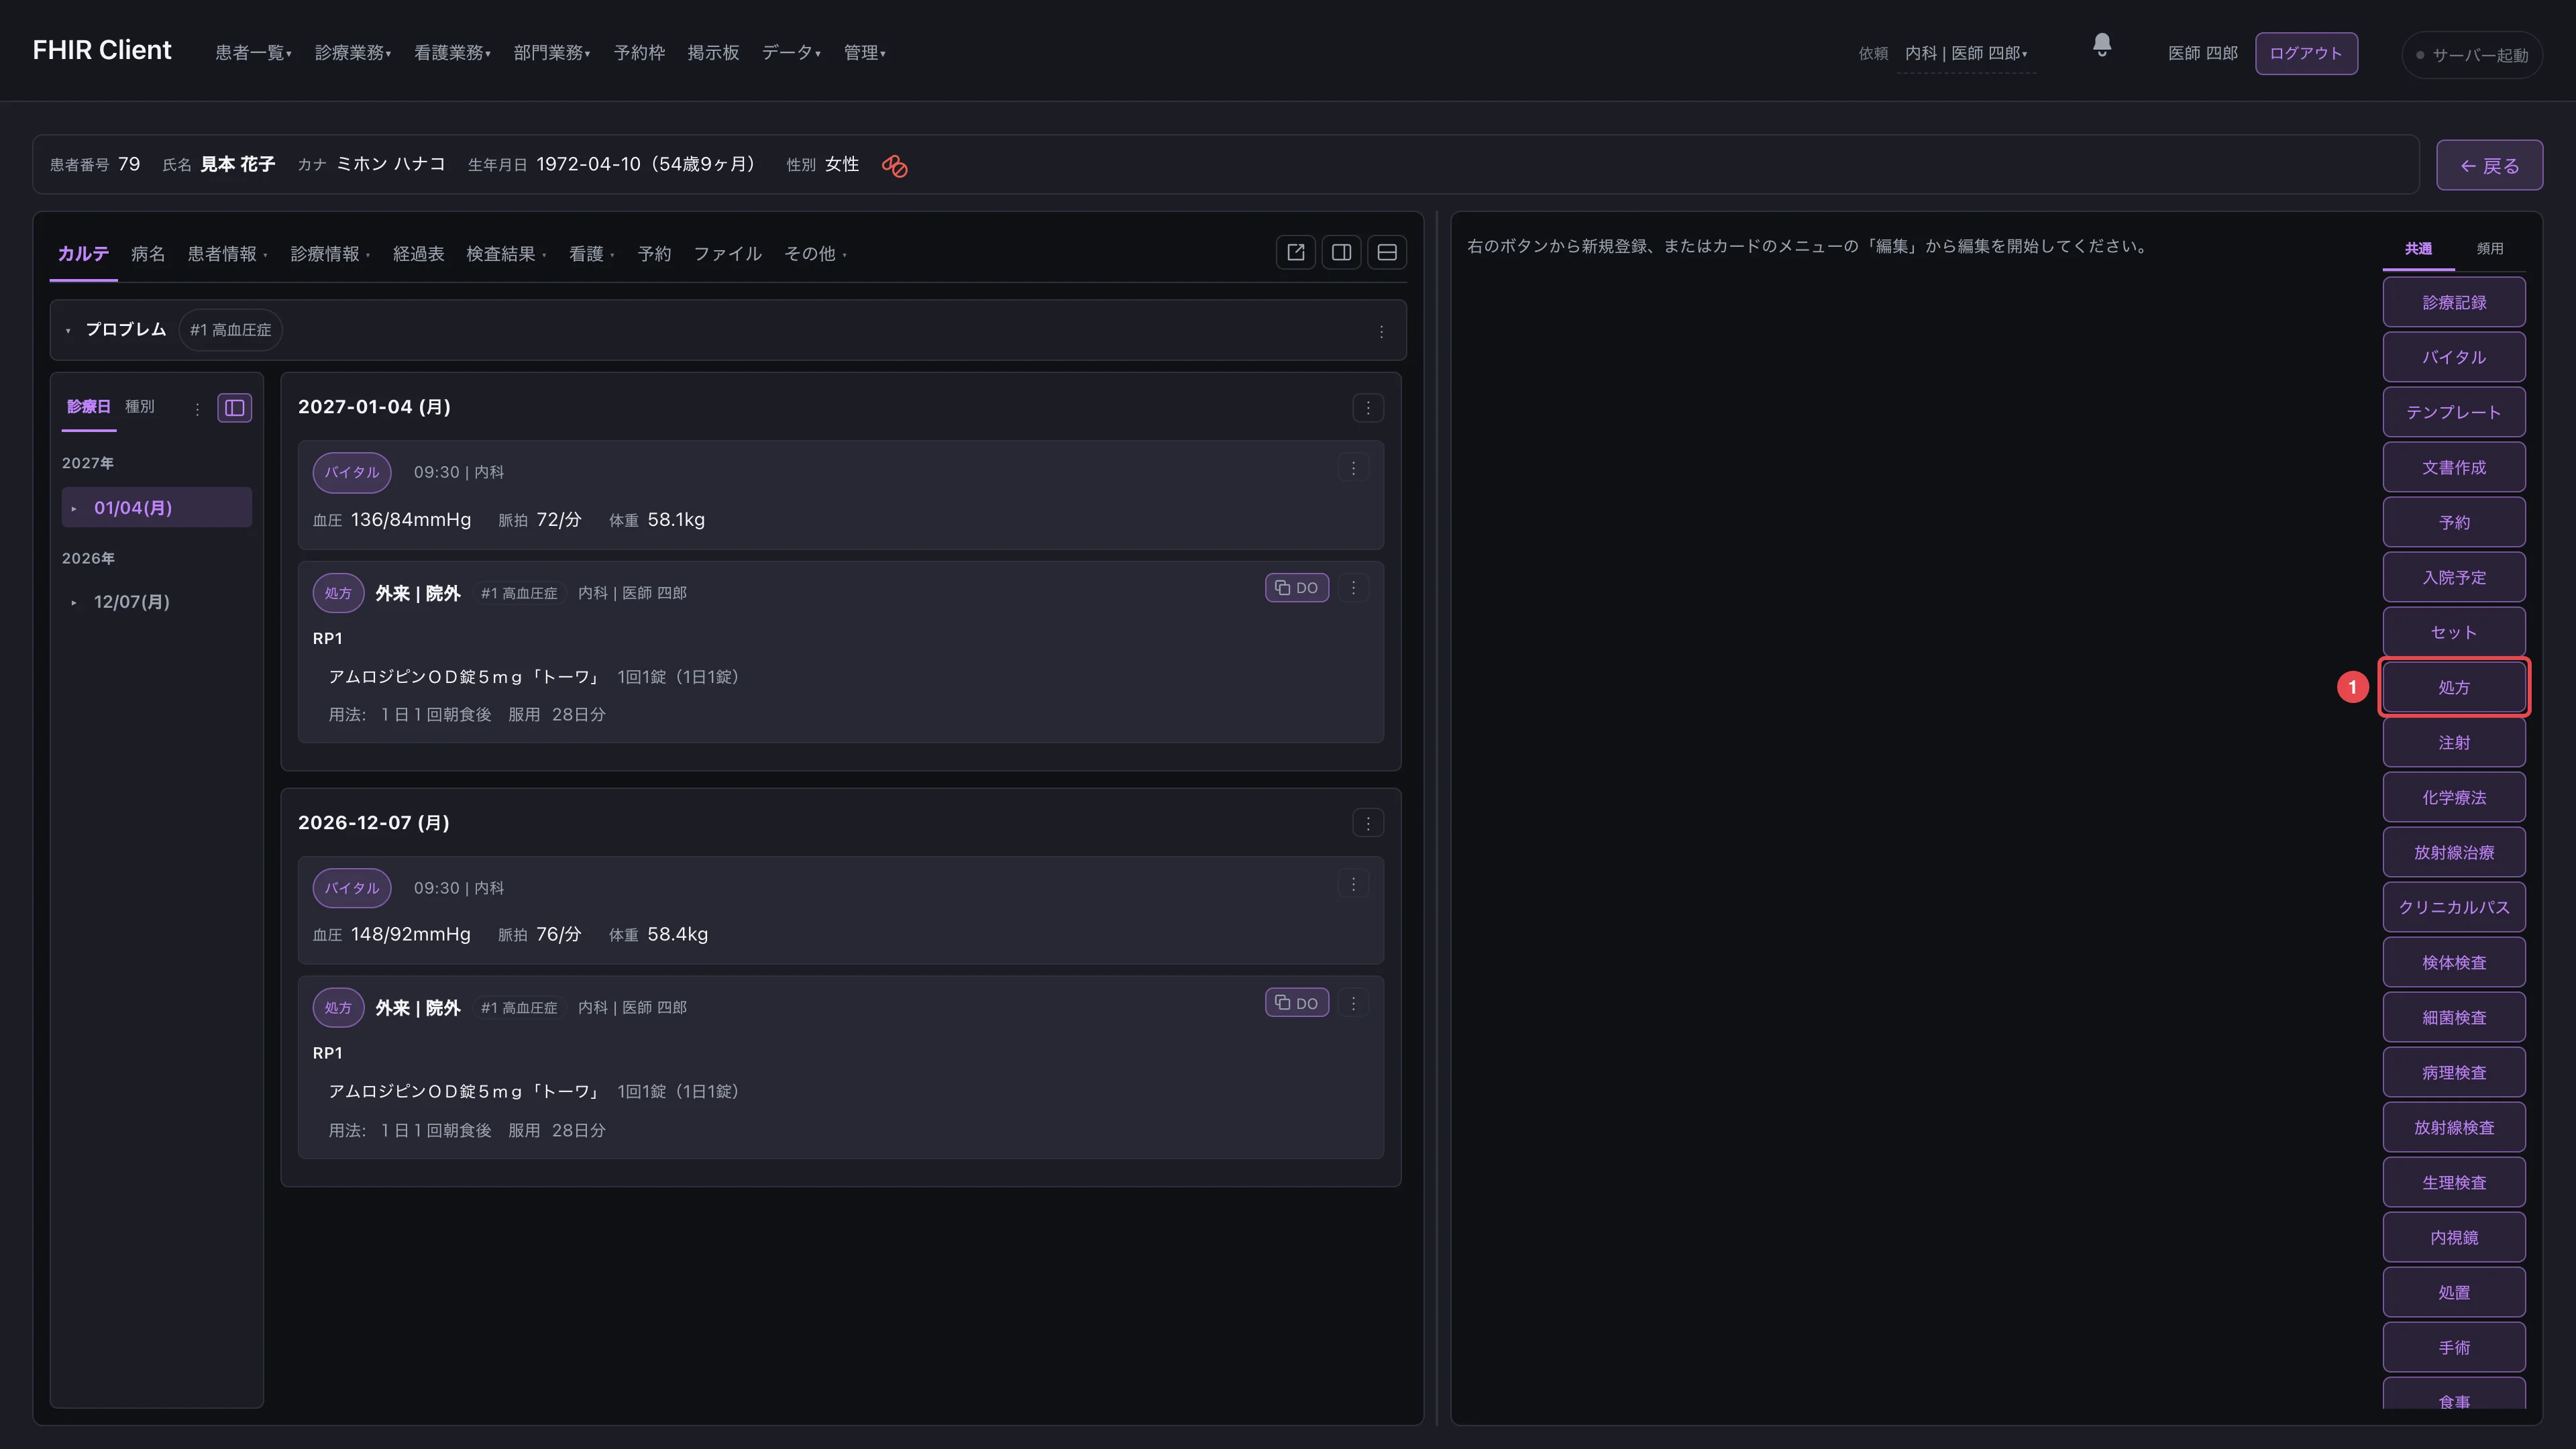 FHIR Client 患者一覧▾ 診療業務▾ 看護業務▾ 部門業務▾ 予約枠 掲示板 データ▾ 管理▾ 依頼 内科 | 医師 四郎▾ 医師 四郎 ログアウト サーバー起動
患者番号 79 氏名 見本 花子 カナ ミホン ハナコ 生年月日 1972-04-10（54歳9ヶ月） 性別 女性 ← 戻る
カルテ 病名 患者情報 診療情報 経過表 検査結果 看護 予約 ファイル その他
プロブレム #1 高血圧症
診療日 種別
2027年
01/04(月)
2026年
12/07(月)
2027-01-04 (月)
バイタル 09:30 | 内科
血圧 136/84mmHg 脈拍 72/分 体重 58.1kg
処方 外来 | 院外 #1 高血圧症 内科 | 医師 四郎 DO
RP1
アムロジピンＯＤ錠５ｍｇ「トーワ」 1回1錠（1日1錠）
用法: １日１回朝食後 服用 28日分
2026-12-07 (月)
バイタル 09:30 | 内科
血圧 148/92mmHg 脈拍 76/分 体重 58.4kg
処方 外来 | 院外 #1 高血圧症 内科 | 医師 四郎 DO
RP1
アムロジピンＯＤ錠５ｍｇ「トーワ」 1回1錠（1日1錠）
用法: １日１回朝食後 服用 28日分
右のボタンから新規登録、またはカードのメニューの「編集」から編集を開始してください。
共通 頻用
診療記録
バイタル
テンプレート
文書作成
予約
入院予定
セット
1 処方
注射
化学療法
放射線治療
クリニカルパス
検体検査
細菌検査
病理検査
放射線検査
生理検査
内視鏡
処置
手術
食事